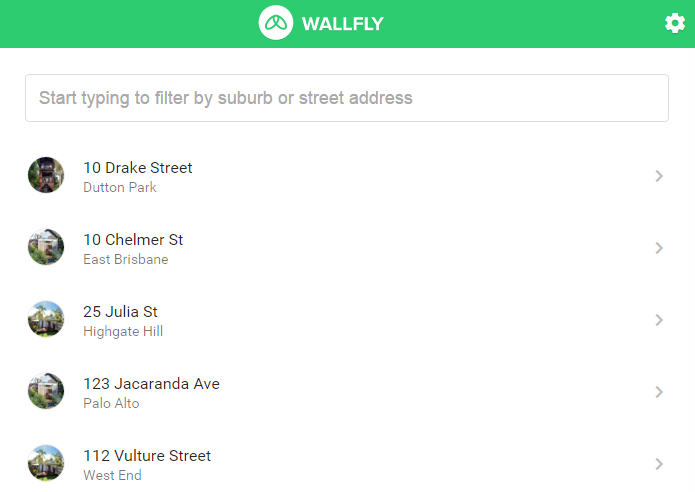 WALLFLY
Start typing to filter by suburb or street address
10 Drake Street
Dutton Park
10 Chelmer St
East Brisbane
25 Julia St
Highgate Hill
123 Jacaranda Ave
Palo Alto
112 Vulture Street
West End